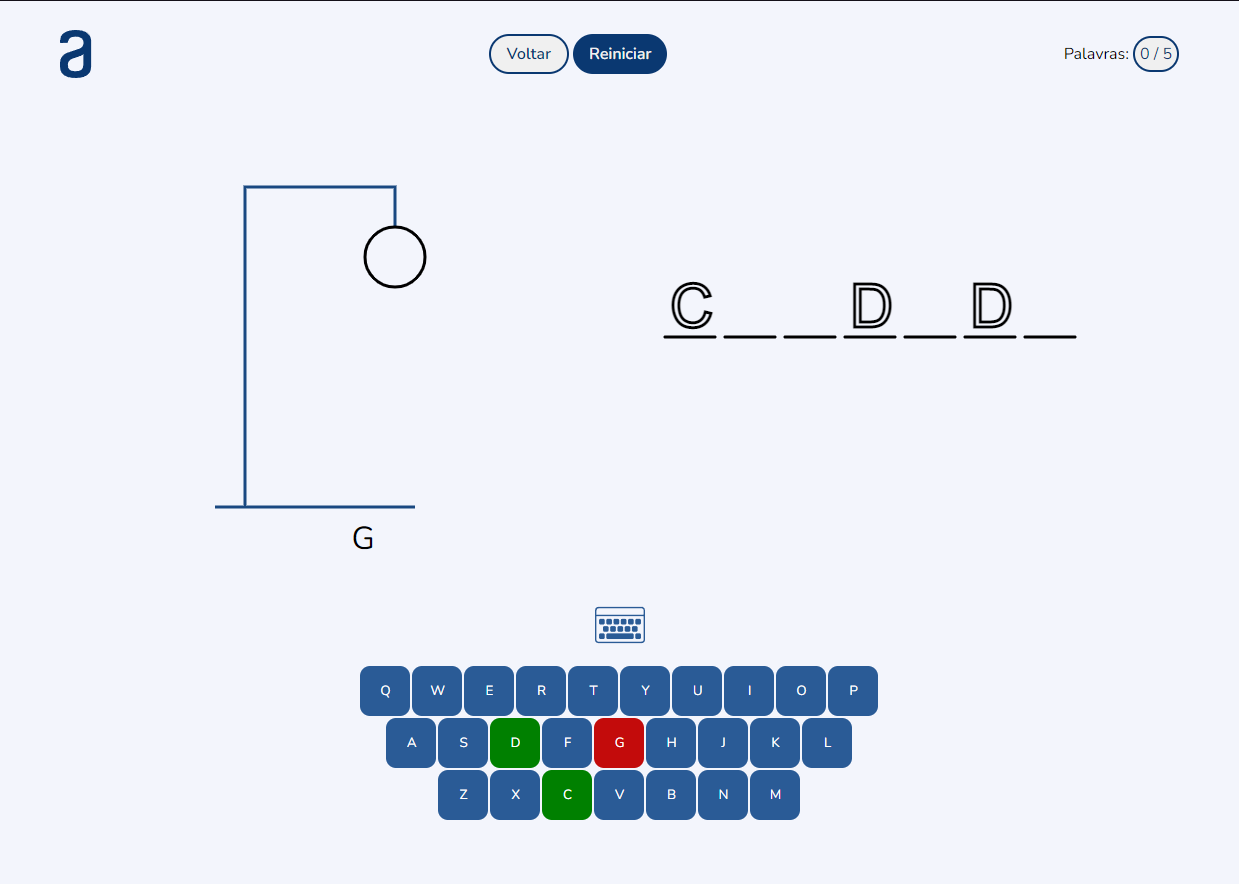 a
Voltar Reiniciar Palavras: 0 / 5
C _ _ D _ D _
G
Q W E R T Y U I O P
A S D F G H J K L
Z X C V B N M